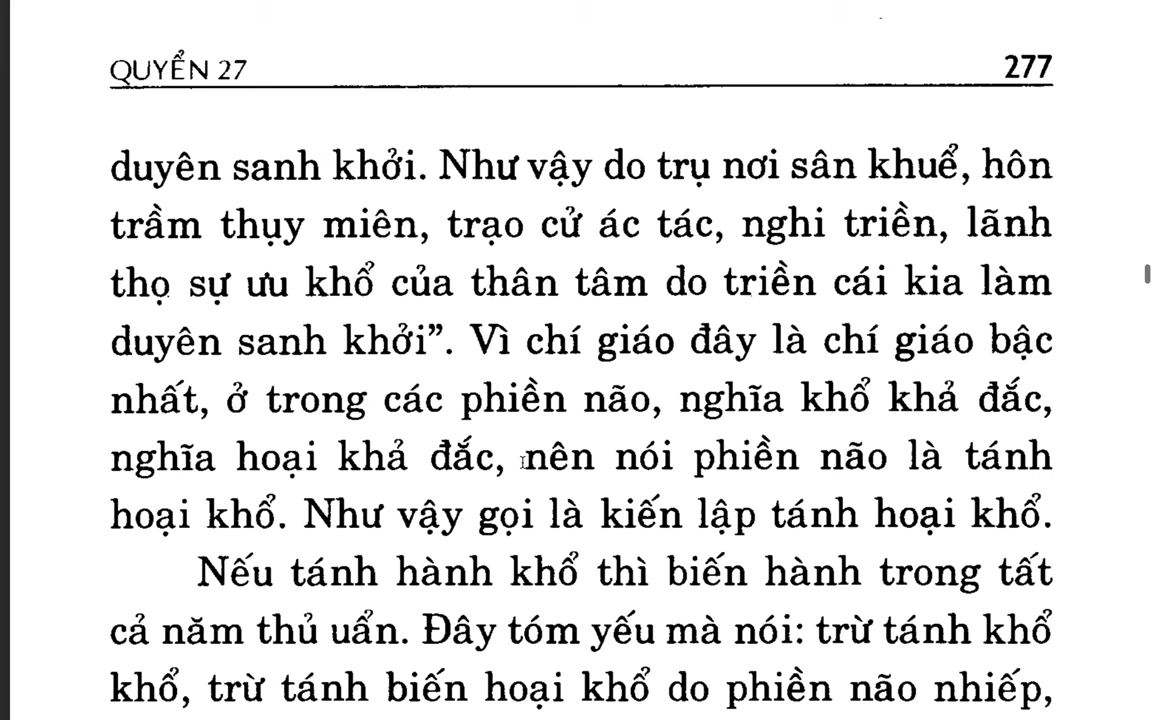 QUYỂN 27 277
duyên sanh khởi. Như vậy do trụ nơi sân khuể, hôn
trầm thụy miên, trạo cử ác tác, nghi triền, lãnh
thọ sự ưu khổ của thân tâm do triền cái kia làm
duyên sanh khởi”. Vì chí giáo đây là chí giáo bậc
nhất, ở trong các phiền não, nghĩa khổ khả đắc,
nghĩa hoại khả đắc, nên nói phiền não là tánh
hoại khổ. Như vậy gọi là kiến lập tánh hoại khổ.
Nếu tánh hành khổ thì biến hành trong tất
cả năm thủ uẩn. Đây tóm yếu mà nói: trừ tánh khổ
khổ, trừ tánh biến hoại khổ do phiền não nhiếp,